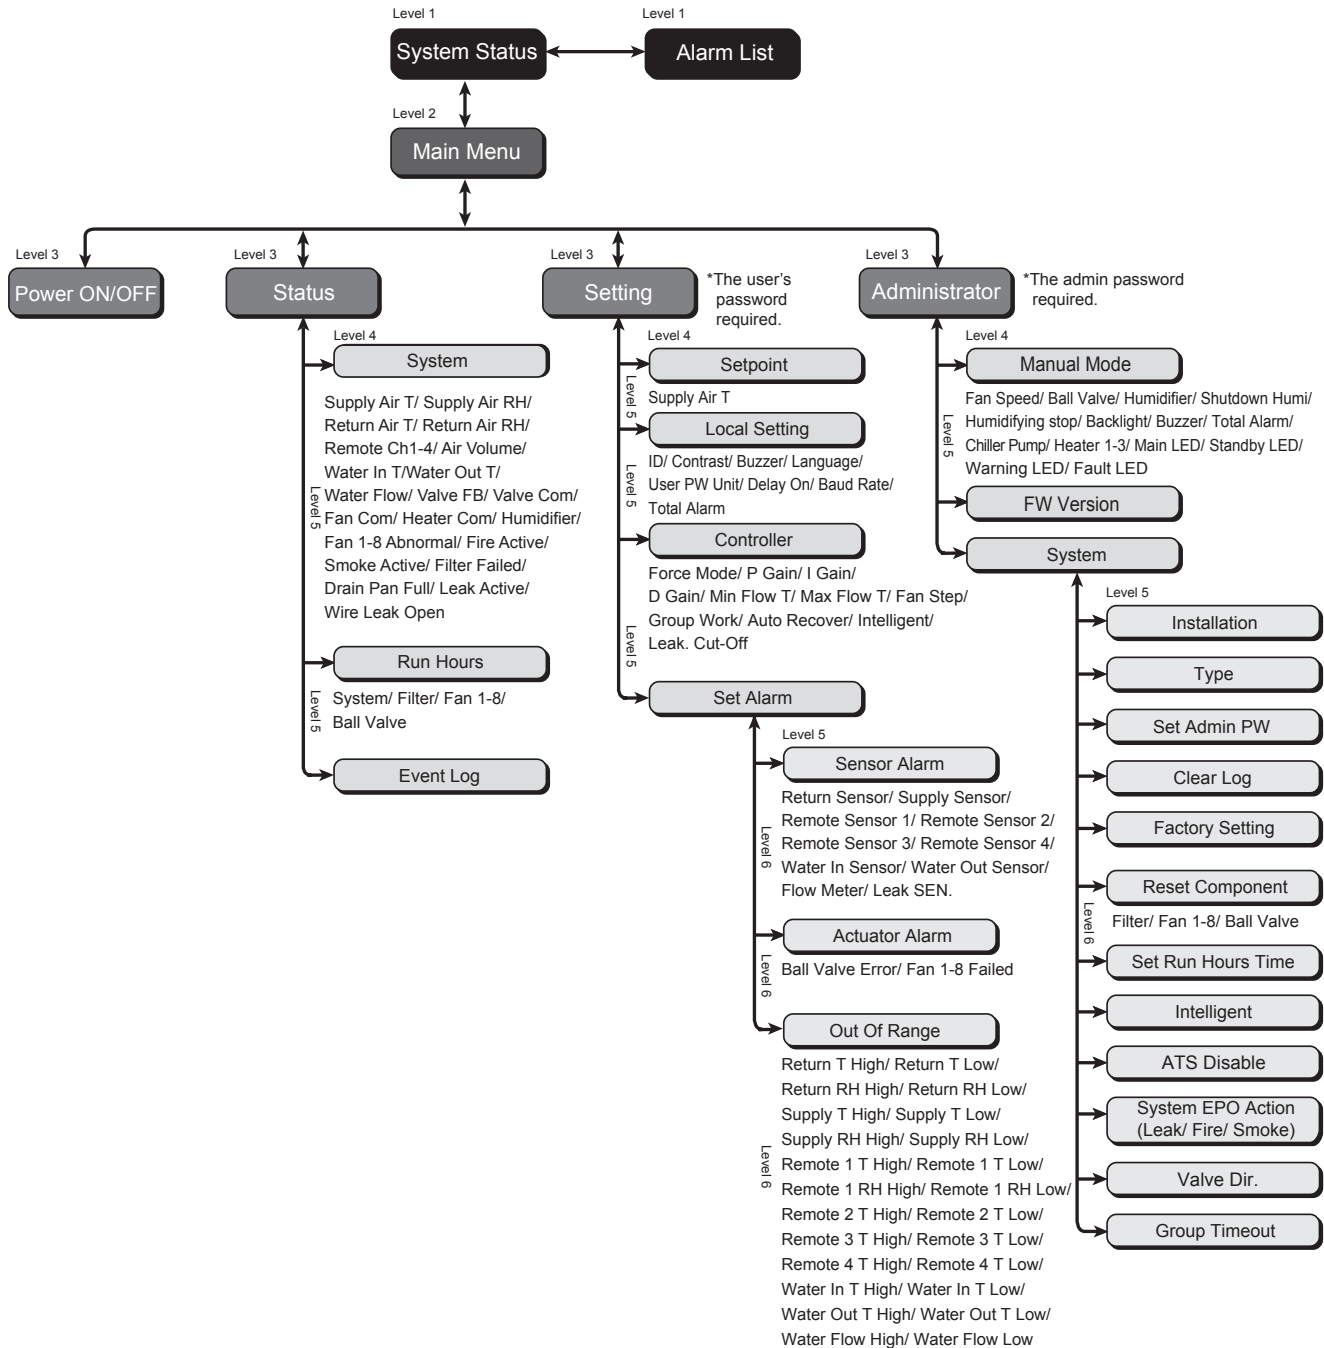 Level 1
Level 1
System Status
Alarm List
Level 2
Main Menu
Level 3
Power ON/OFF
Level 3
Status
Level 4
System
Supply Air T/ Supply Air RH/
Return Air T/ Return Air RH/
Remote Ch1-4/ Air Volume/
Water In T/Water Out T/
Water Flow/ Valve FB/ Valve Com/
Fan Com/ Heater Com/ Humidifier/
Fan 1-8 Abnormal/ Fire Active/
Smoke Active/ Filter Failed/
Drain Pan Full/ Leak Active/
Wire Leak Open
Level 5
Run Hours
System/ Filter/ Fan 1-8/
Ball Valve
Level 5
Event Log
Level 3
Setting
*The user's
password
required.
Level 4
Setpoint
Level 5
Supply Air T
Local Setting
Level 5
ID/ Contrast/ Buzzer/ Language/
User PW Unit/ Delay On/ Baud Rate/
Total Alarm
Controller
Force Mode/ P Gain/ I Gain/
D Gain/ Min Flow T/ Max Flow T/ Fan Step/
Group Work/ Auto Recover/ Intelligent/
Leak. Cut-Off
Level 5
Set Alarm
Level 5
Sensor Alarm
Return Sensor/ Supply Sensor/
Remote Sensor 1/ Remote Sensor 2/
Remote Sensor 3/ Remote Sensor 4/
Water In Sensor/ Water Out Sensor/
Flow Meter/ Leak SEN.
Level 6
Actuator Alarm
Ball Valve Error/ Fan 1-8 Failed
Level 6
Out Of Range
Return T High/ Return T Low/
Return RH High/ Return RH Low/
Supply T High/ Supply T Low/
Supply RH High/ Supply RH Low/
Remote 1 T High/ Remote 1 T Low/
Remote 1 RH High/ Remote 1 RH Low/
Remote 2 T High/ Remote 2 T Low/
Remote 3 T High/ Remote 3 T Low/
Remote 4 T High/ Remote 4 T Low/
Water In T High/ Water In T Low/
Water Out T High/ Water Out T Low/
Water Flow High/ Water Flow Low
Level 6
Level 3
Administrator
*The admin password
required.
Level 4
Manual Mode
Fan Speed/ Ball Valve/ Humidifier/ Shutdown Humi/
Humidifying stop/ Backlight/ Buzzer/ Total Alarm/
Chiller Pump/ Heater 1-3/ Main LED/ Standby LED/
Warning LED/ Fault LED
Level 5
FW Version
System
Level 5
Installation
Type
Set Admin PW
Clear Log
Factory Setting
Reset Component
Filter/ Fan 1-8/ Ball Valve
Level 6
Set Run Hours Time
Intelligent
ATS Disable
System EPO Action
(Leak/ Fire/ Smoke)
Valve Dir.
Group Timeout